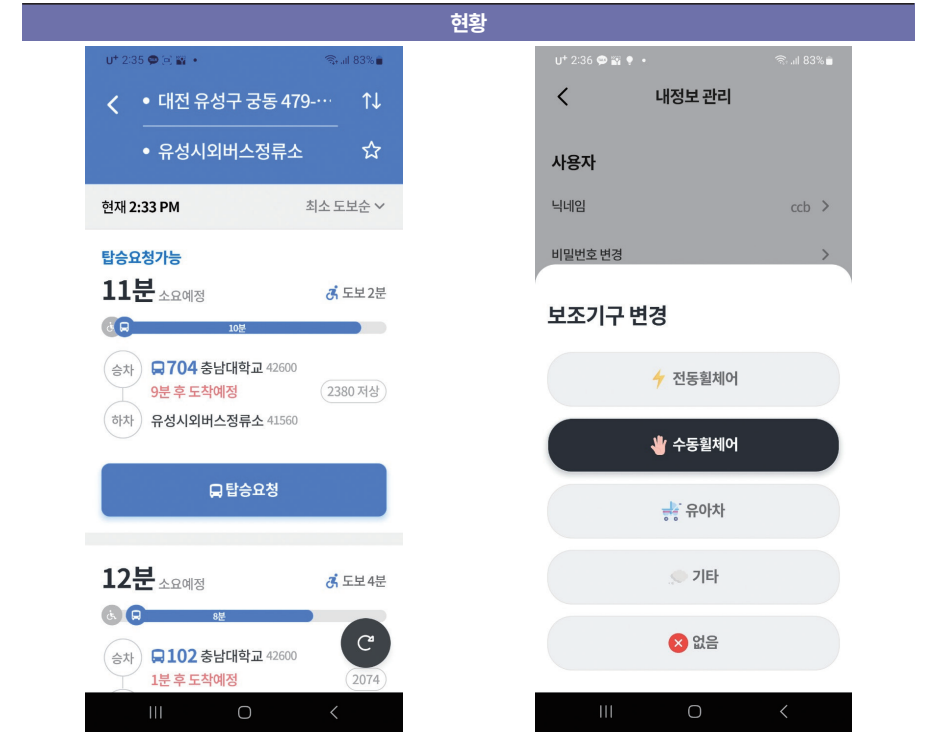 현황
U+ 2:35
83%
대전 유성구 궁동 479-…
유성시외버스정류소
현재 2:33 PM 최소 도보순
탑승요청가능
11분 소요예정 도보 2분
10분
승차 704 충남대학교 42600
9분 후 도착예정 2380 저상
하차 유성시외버스정류소 41560
탑승요청
12분 소요예정 도보 4분
8분
승차 102 충남대학교 42600
1분 후 도착예정 2074
U+ 2:36
83%
내정보 관리
사용자
닉네임 ccb
비밀번호 변경
보조기구 변경
전동휠체어
수동휠체어
유아차
기타
없음